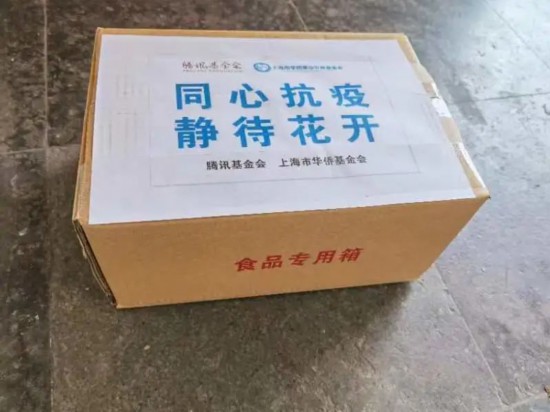 腾讯基金会
同心抗疫
静待花开
腾讯基金会 上海市华侨基金会
食品专用箱